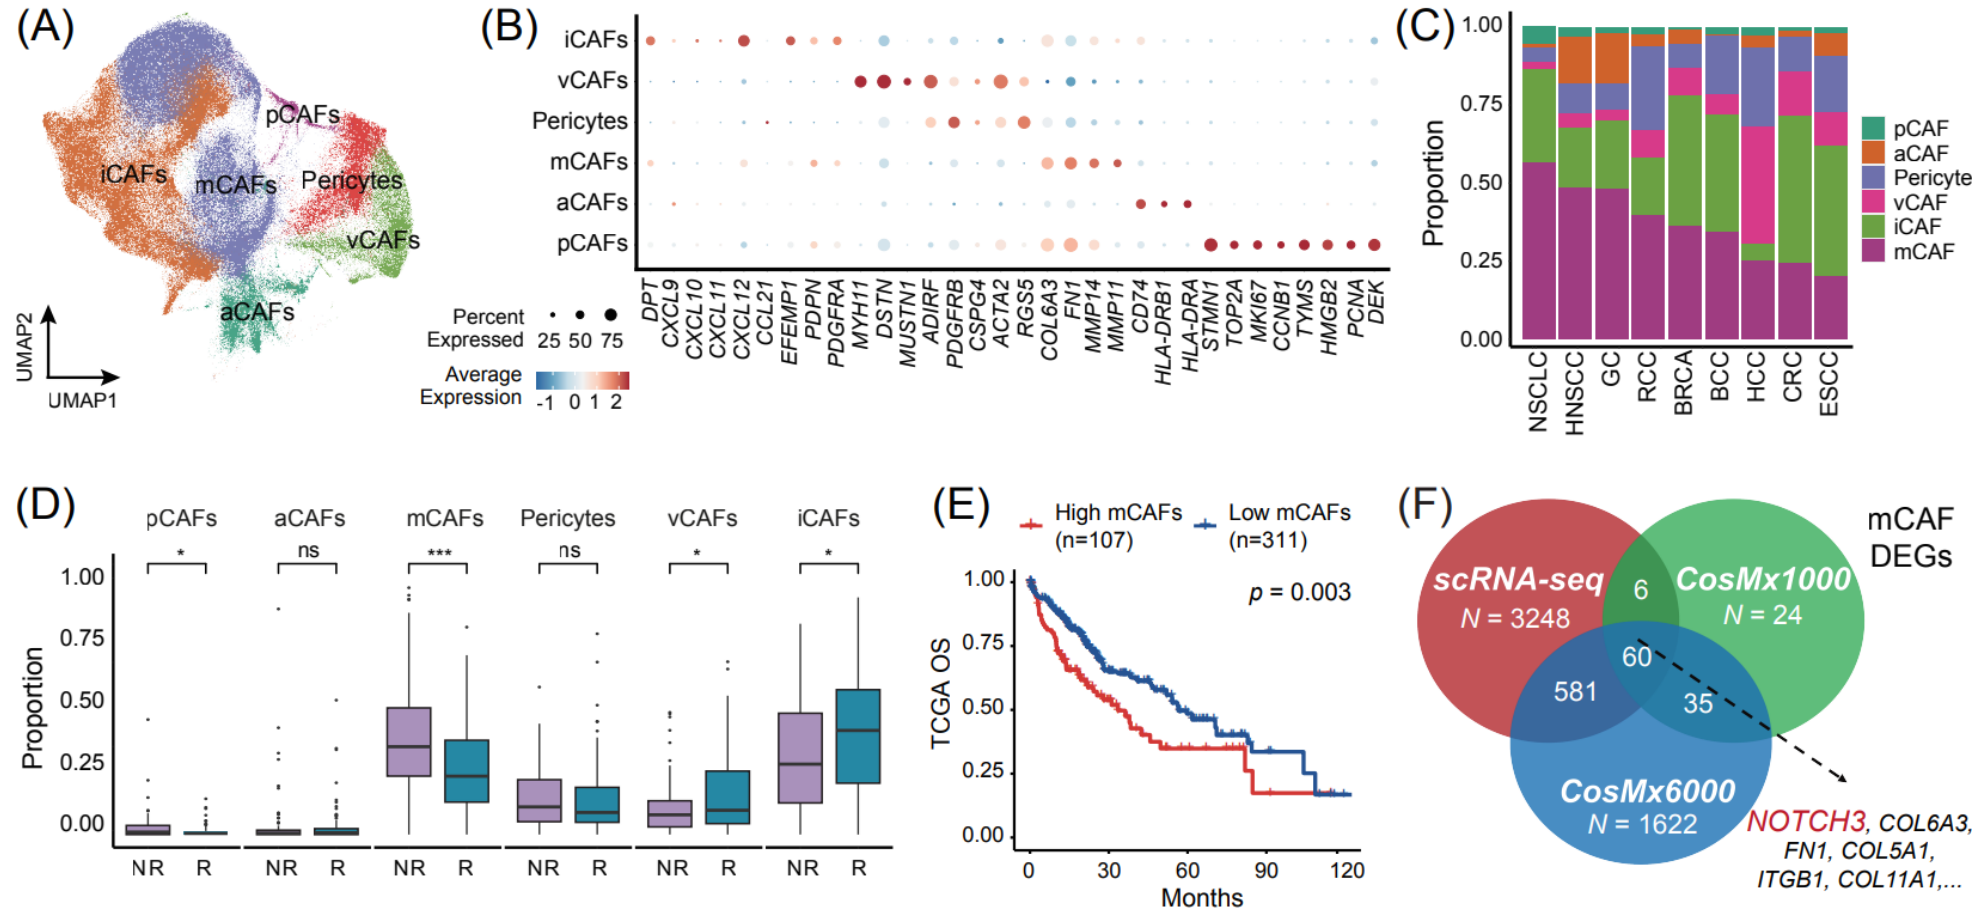 (A)
pCAFs
iCAFs
mCAFs
Pericytes
vCAFs
aCAFs
UMAP2
UMAP1
(B)
iCAFs
vCAFs
Pericytes
mCAFs
aCAFs
pCAFs
DPT
CXCL9
CXCL10
CXCL11
CXCL12
CCL21
EFEMP1
PDPN
PDGFRA
MYH11
DSTN
MUSTN1
ADIRF
PDGFRB
CSPG4
ACTA2
RGS5
COL6A3
FN1
MMP14
MMP11
CD74
HLA-DRB1
HLA-DRA
STMN1
TOP2A
MKI67
CCNB1
TYMS
HMGB2
PCNA
DEK
Percent
Expressed
25 50 75
Average
Expression
-1 0 1 2
(C)
Proportion
1.00
0.75
0.50
0.25
0.00
NSCLC
HNSCC
GC
RCC
BRCA
BCC
HCC
CRC
ESCC
pCAF
aCAF
Pericyte
vCAF
iCAF
mCAF
(D)
pCAFs aCAFs mCAFs Pericytes vCAFs iCAFs
* ns *** ns * *
Proportion
1.00
0.75
0.50
0.25
0.00
NR R NR R NR R NR R NR R NR R
(E)
High mCAFs
(n=107)
Low mCAFs
(n=311)
p = 0.003
TCGA OS
1.00
0.75
0.50
0.25
0.00
0 30 60 90 120
Months
(F)
mCAF
DEGs
scRNA-seq
N = 3248
6
CosMx1000
N = 24
60
581
35
CosMx6000
N = 1622
NOTCH3, COL6A3,
FN1, COL5A1,
ITGB1, COL11A1,...